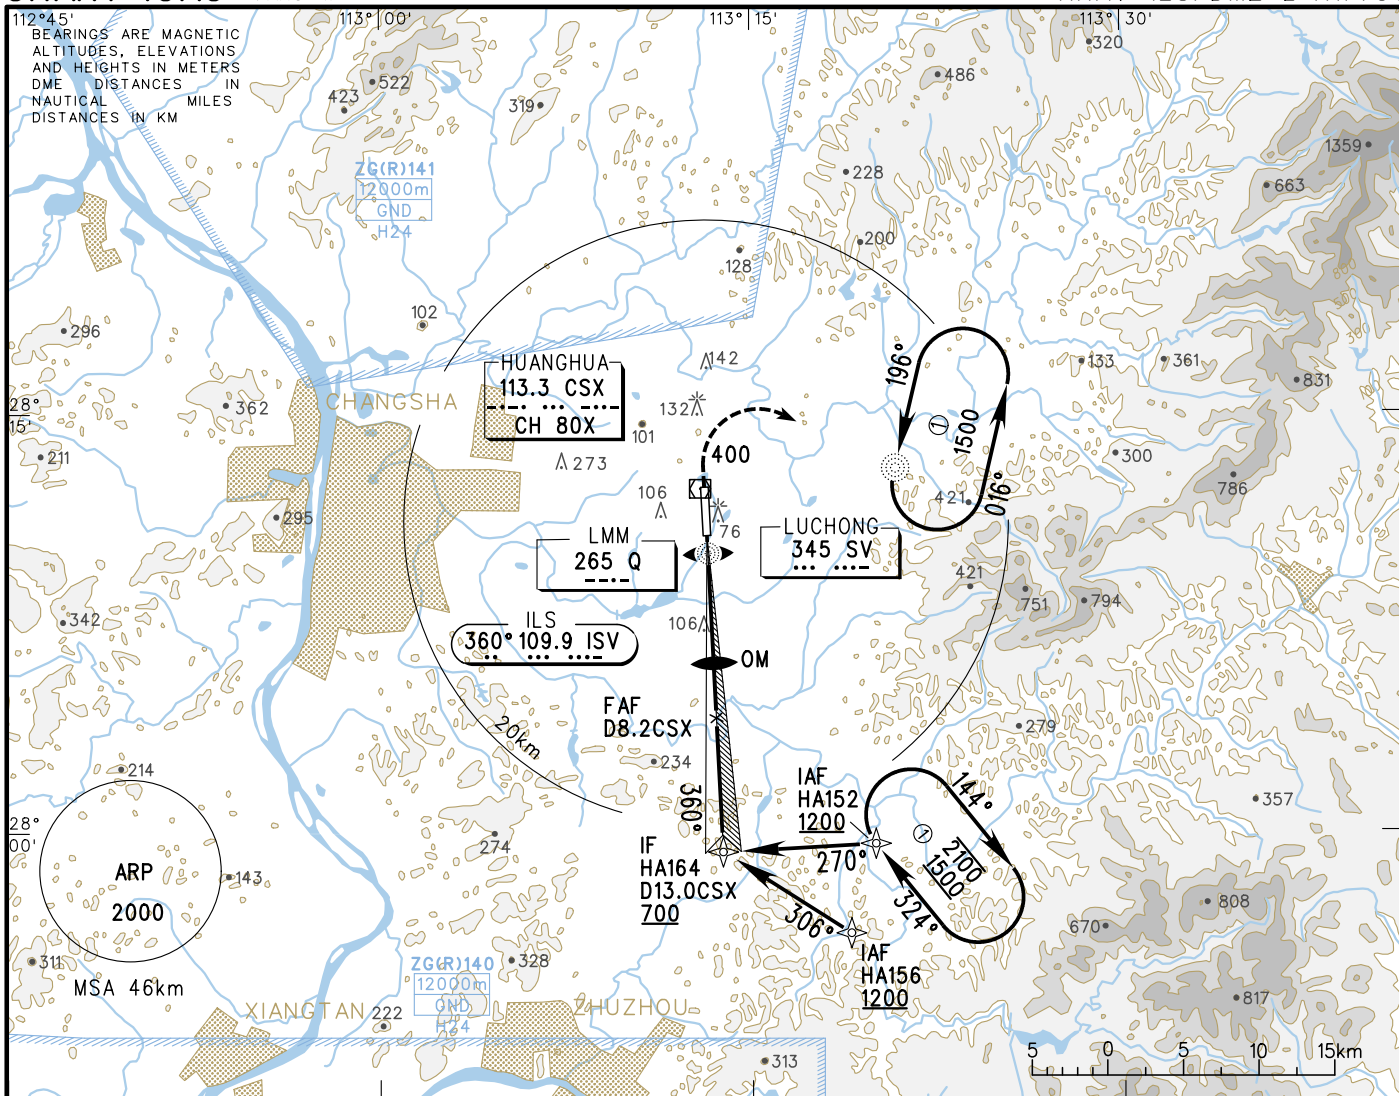 112°45'
113°00'
113°15'
113°30'
BEARINGS ARE MAGNETIC
ALTITUDES, ELEVATIONS
AND HEIGHTS IN METERS
DME DISTANCES IN
NAUTICAL MILES
DISTANCES IN KM
320
486
522
423
319
1359
ZG(R)141
12000m
GND
H24
228
663
200
128
102
296
142
133
361
831
HUANGHUA
113.3 CSX
CH 80X
196°
1
1500
016°
CHANGSHA
28°
15'
362
132
101
400
211
273
300
786
106
421
295
76
LMM
265 Q
LUCHONG
345 SV
421
751
794
342
ILS
360° 109.9 ISV
106
OM
FAF
D8.2CSX
20km
279
234
214
360°
IAF
HA152
1200
144°
357
28°
00'
274
IF
HA164
D13.0CSX
700
270°
1
2100
1500
324°
ARP
2000
143
306°
808
670
311
MSA 46km
ZG(R)140
12000m
GND
H24
328
IAF
HA156
1200
817
XIANGTAN
222
ZHUZHOU
313
5 0 5 10 15km